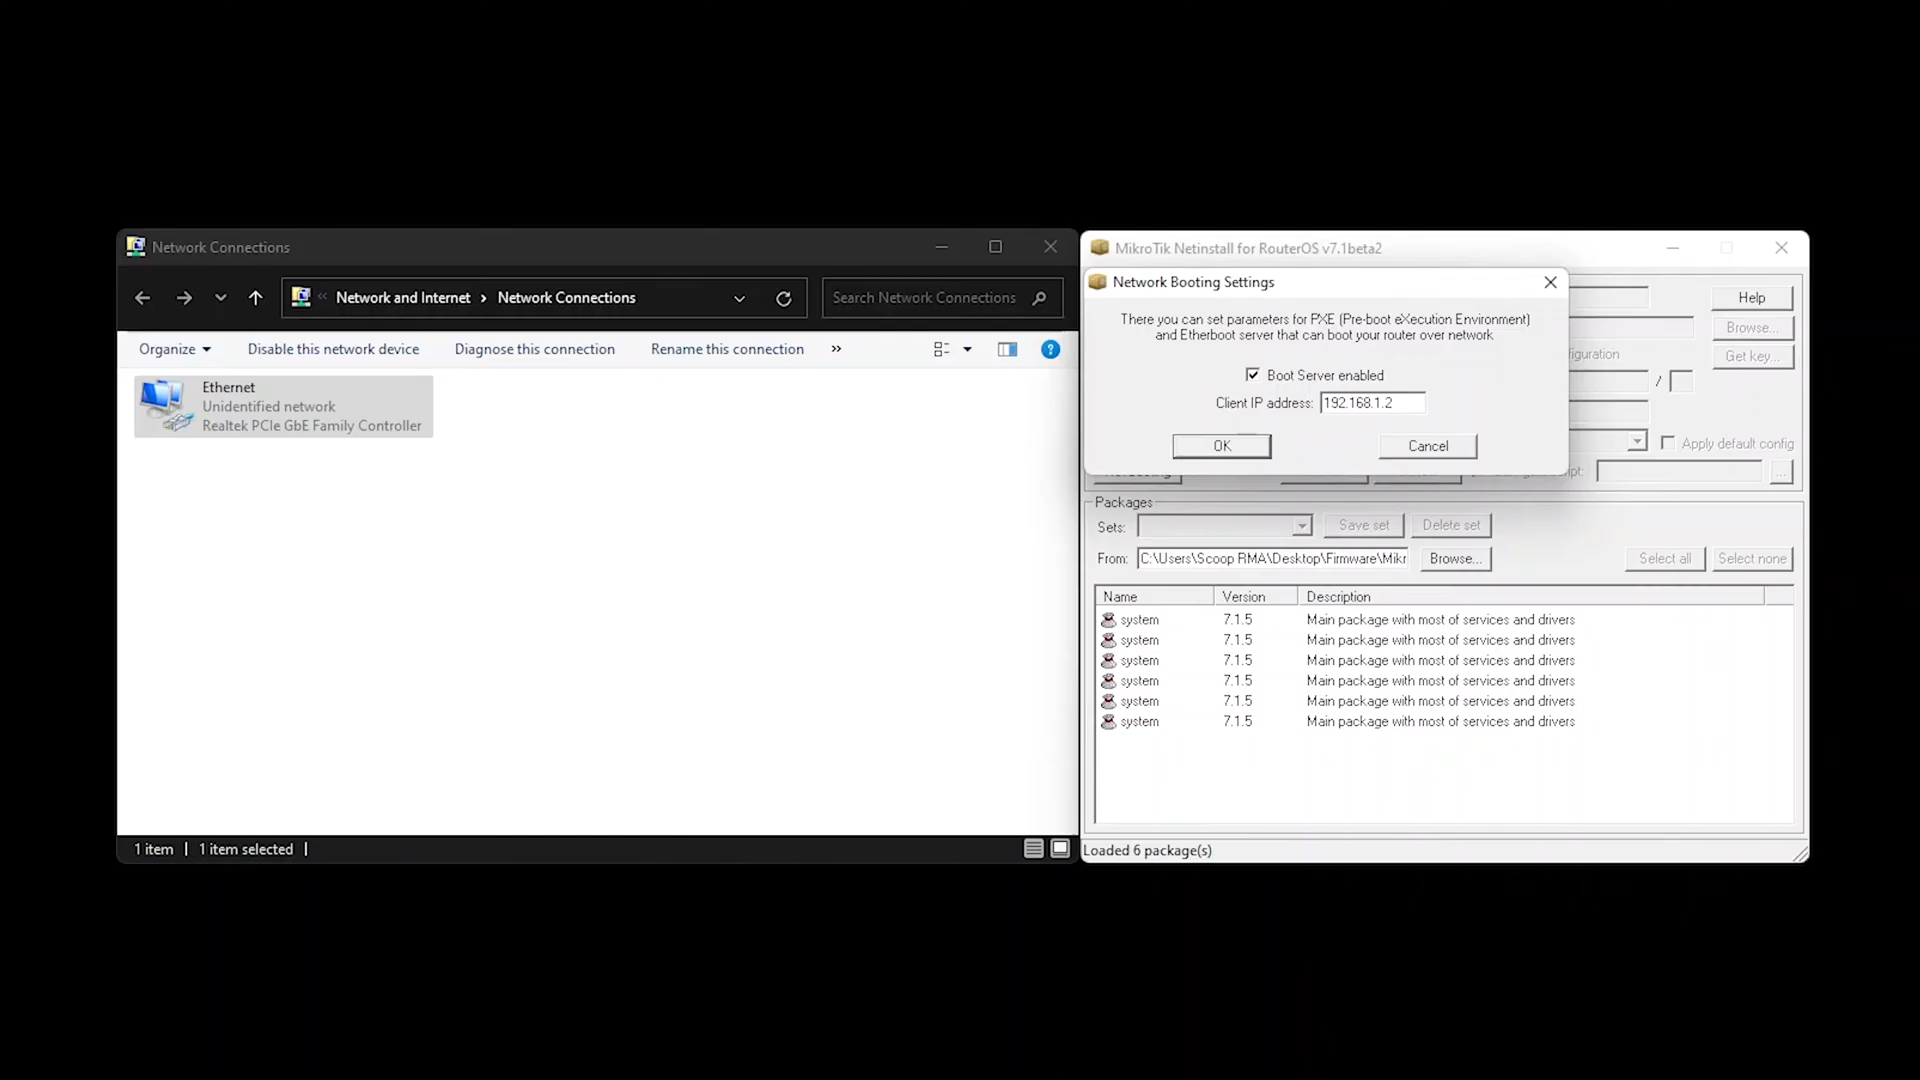 Network Connections
Network and Internet › Network Connections
Search Network Connections
Organize
Disable this network device
Diagnose this connection
Rename this connection
»
Ethernet
Unidentified network
Realtek PCIe GbE Family Controller
1 item
1 item selected
MikroTik Netinstall for RouterOS v7.1beta2
Network Booting Settings
There you can set parameters for PXE (Pre-boot eXecution Environment)
and Etherboot server that can boot your router over network
Boot Server enabled
Client IP address: 192.168.1.2
OK
Cancel
Help
Browse...
Get key...
figuration
/
Apply default config
...
Packages
Sets:
Save set
Delete set
From: C:\Users\Scoop RMA\Desktop\Firmware\Mikr
Browse...
Select all
Select none
Name Version Description
system 7.1.5 Main package with most of services and drivers
system 7.1.5 Main package with most of services and drivers
system 7.1.5 Main package with most of services and drivers
system 7.1.5 Main package with most of services and drivers
system 7.1.5 Main package with most of services and drivers
system 7.1.5 Main package with most of services and drivers
Loaded 6 package(s)